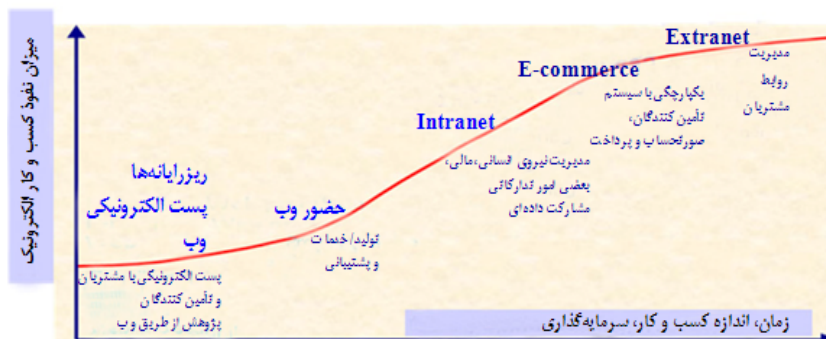 میزان نفوذ کسب و کار الکترونیک
ریزرایانه‌ها
پست الکترونیکی
وب
پست الکترونیکی با مشتریان
و تأمین کنندگان
پژوهش از طریق وب
حضور وب
تولید/خدمات
و پشتیبانی
Intranet
مدیریت نیروی انسانی، مالی،
بعضی امور تدارکاتی
مشارکت داده‌ای
E-commerce
یکپارچگی با سیستم
تأمین کنندگان،
صورتحساب و پرداخت
Extranet
مدیریت
روابط
مشتریان
زمان، اندازه کسب و کار، سرمایه‌گذاری